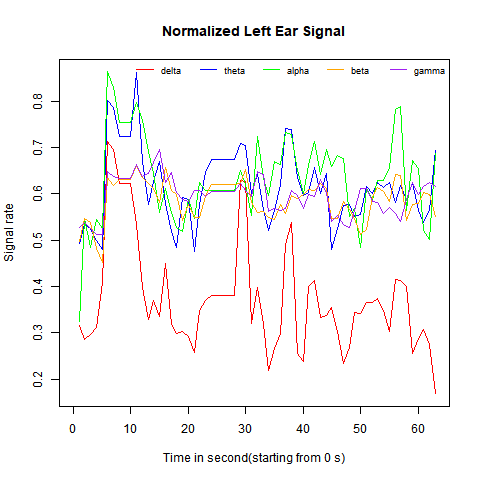 Normalized Left Ear Signal
delta theta alpha beta gamma
Signal rate
0.2 0.3 0.4 0.5 0.6 0.7 0.8
0 10 20 30 40 50 60
Time in second(starting from 0 s)